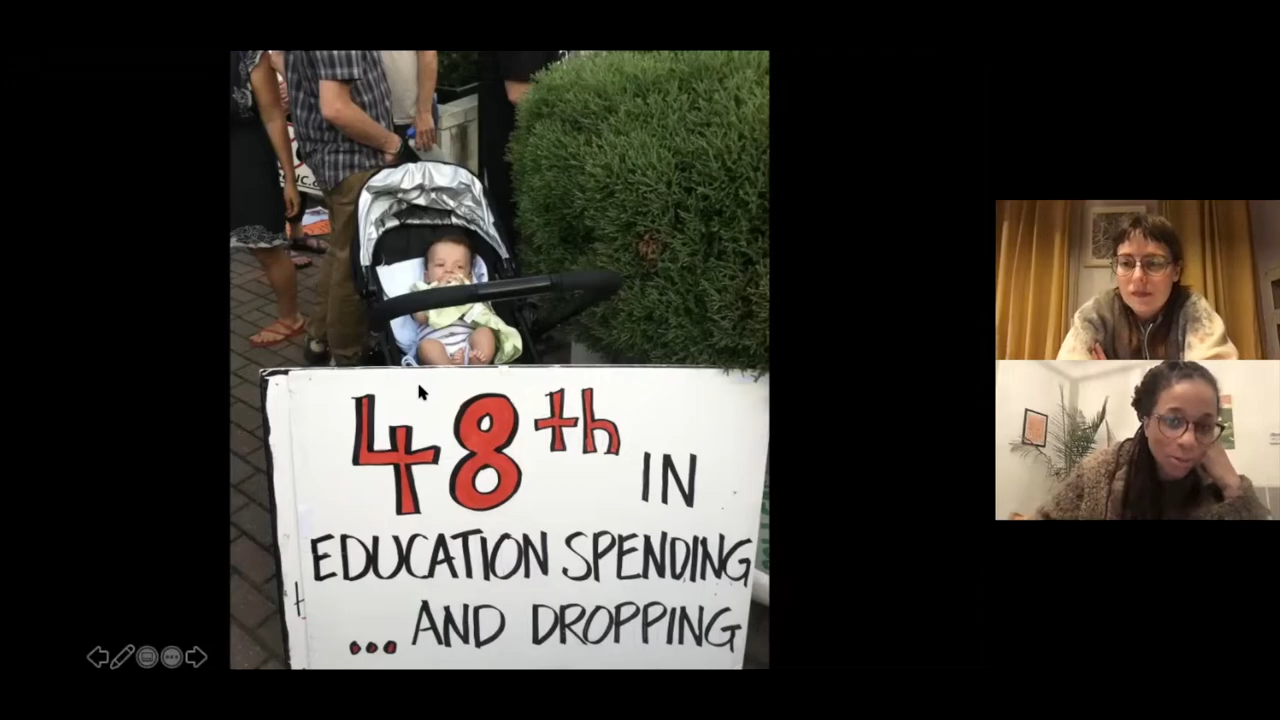 48th IN
EDUCATION SPENDING
... AND DROPPING